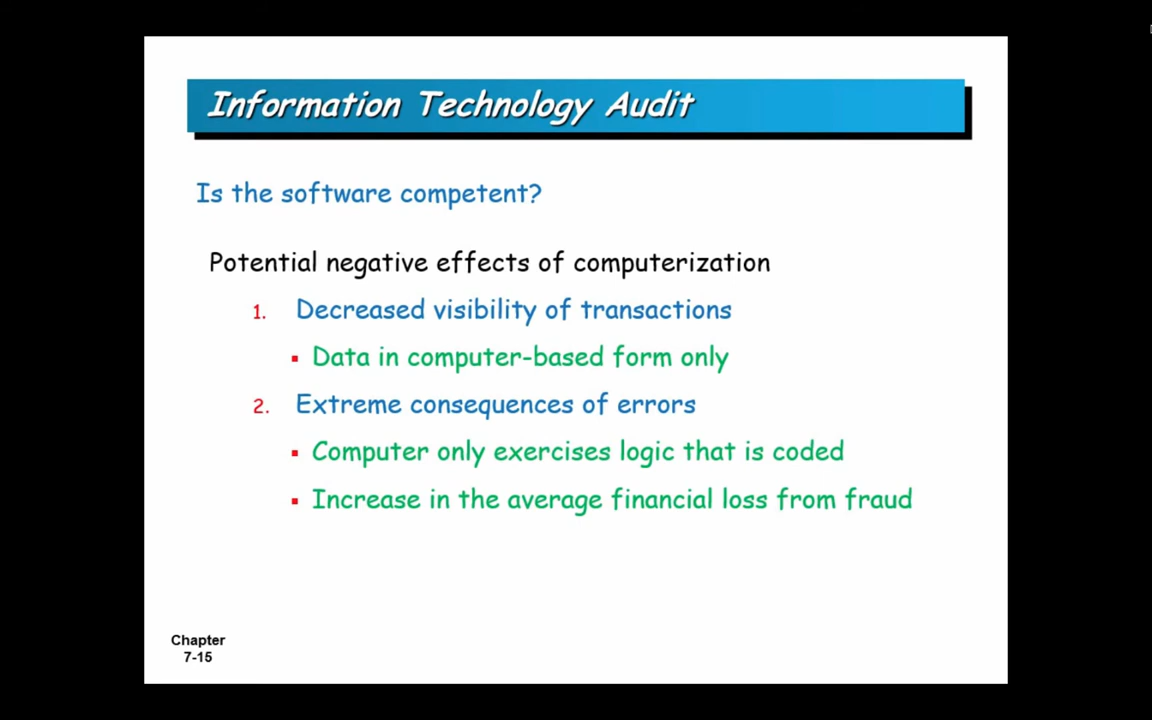 Information Technology Audit
Is the software competent?
Potential negative effects of computerization
1. Decreased visibility of transactions
▪ Data in computer-based form only
2. Extreme consequences of errors
▪ Computer only exercises logic that is coded
▪ Increase in the average financial loss from fraud
Chapter
7-15